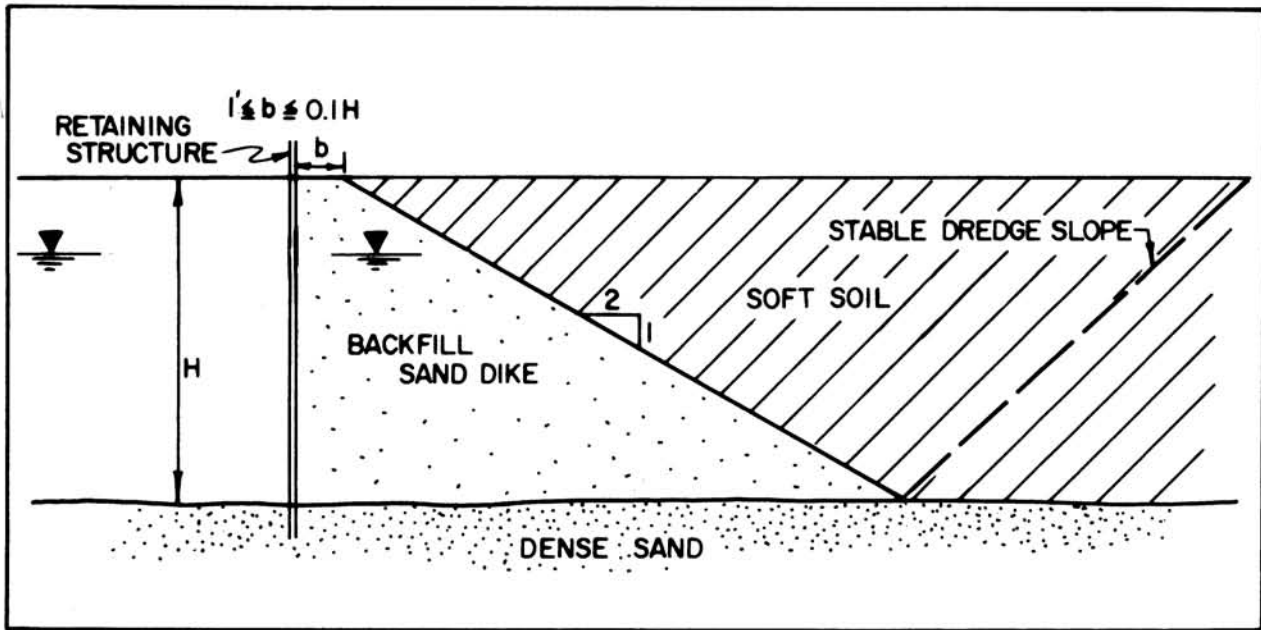 1' ≤ b ≤ 0.1H
RETAINING
STRUCTURE
b
STABLE DREDGE SLOPE
SOFT SOIL
2
1
BACKFILL
SAND DIKE
H
DENSE SAND